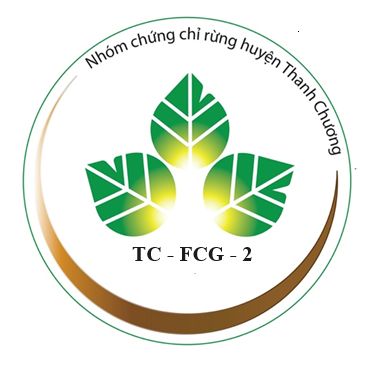 Nhóm chứng chỉ rừng huyện Thanh Chương
TC - FCG - 2